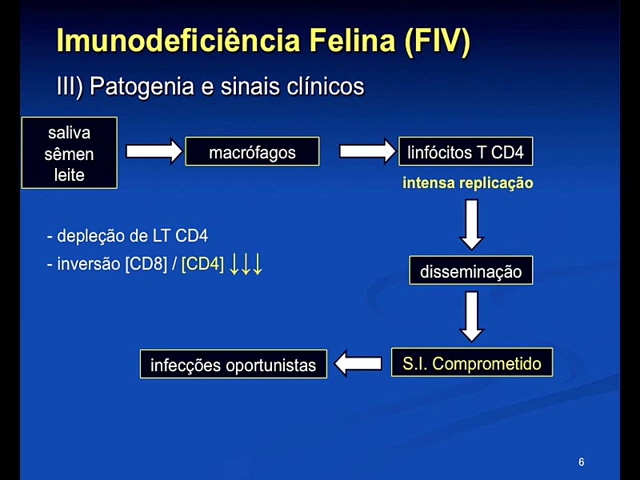 Imunodeficiência Felina (FIV)
III) Patogenia e sinais clínicos
saliva
sêmen
leite
macrófagos
linfócitos T CD4
intensa replicação
- depleção de LT CD4
- inversão [CD8] / [CD4] ↓↓↓
disseminação
S.I. Comprometido
infecções oportunistas
6